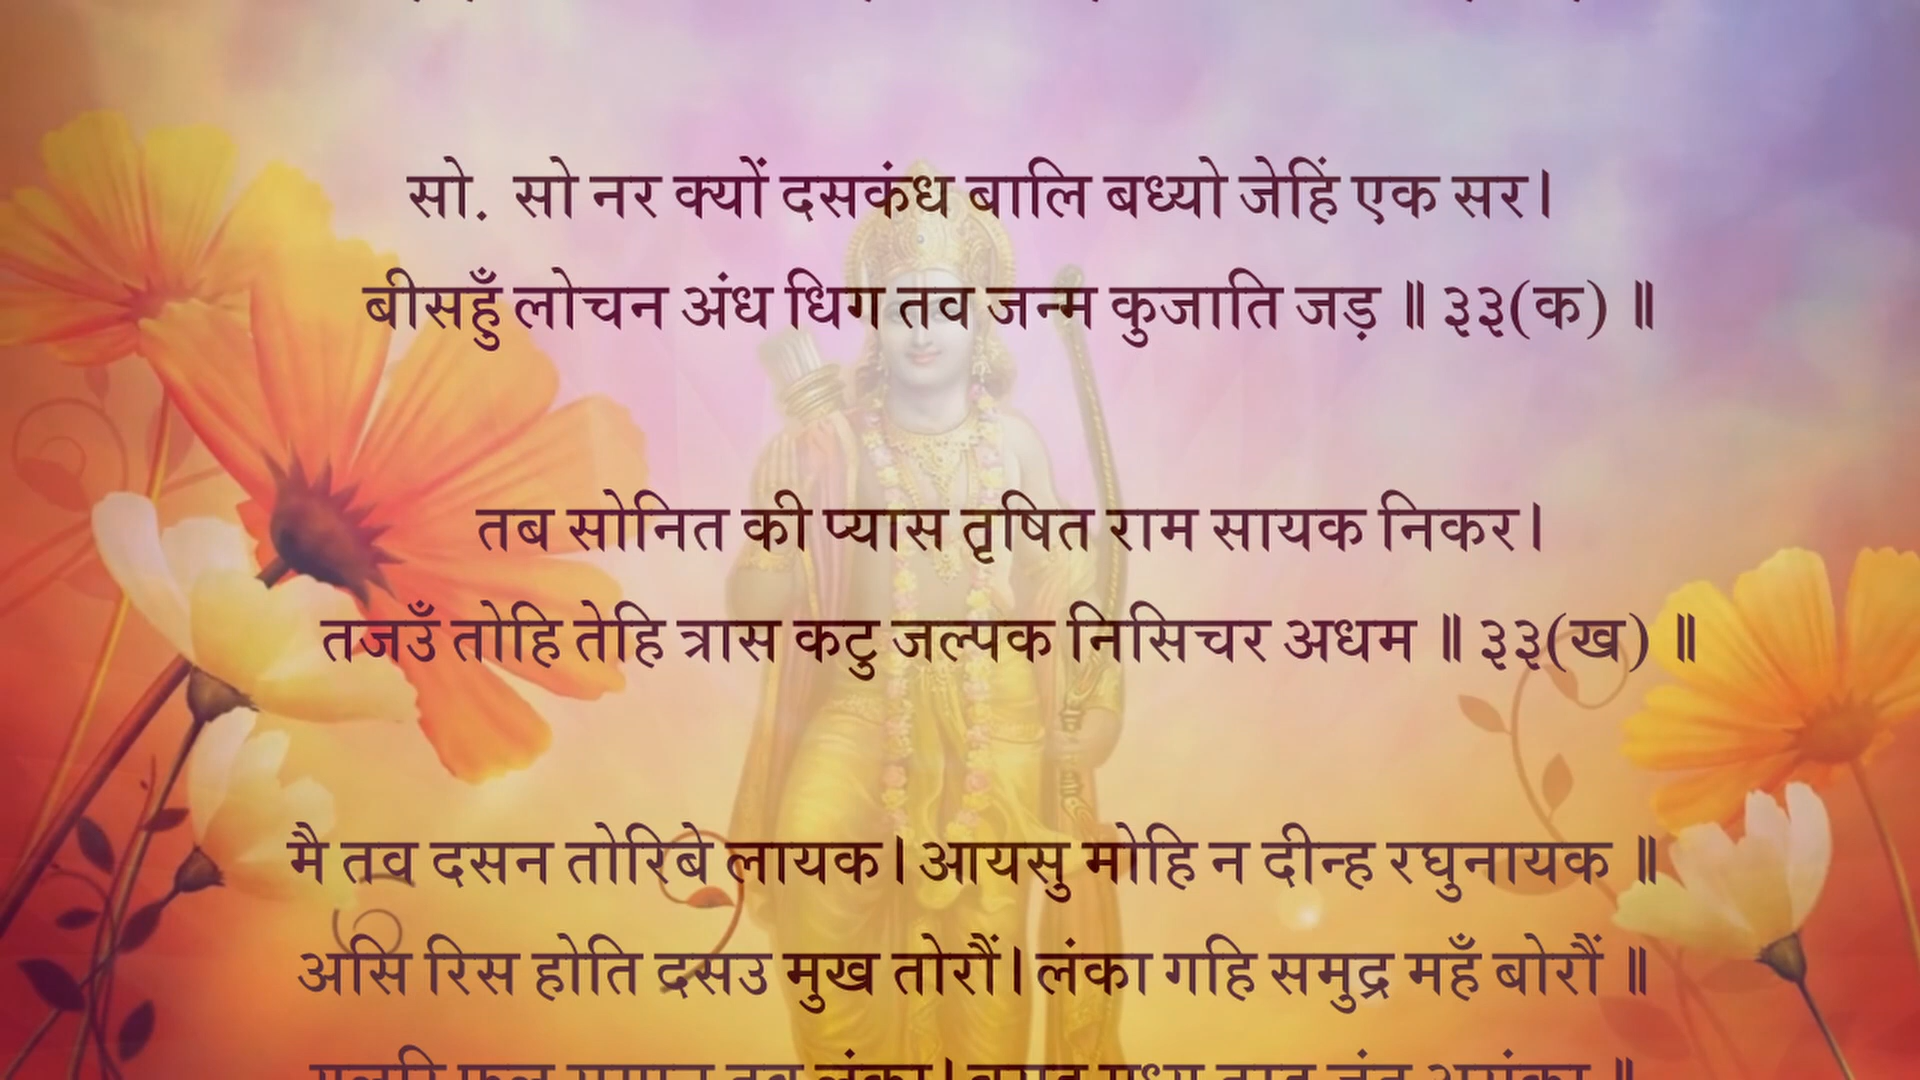 सो. सो नर क्यों दसकंध बालि बध्यो जेहिं एक सर।
बीसहुँ लोचन अंध धिग तव जन्म कुजाति जड़ ॥ ३३(क) ॥
तब सोनित की प्यास तृषित राम सायक निकर।
तजउँ तोहि तेहि त्रास कटु जल्पक निसिचर अधम ॥ ३३(ख) ॥
मै तव दसन तोरिबे लायक। आयसु मोहि न दीन्ह रघुनायक ॥
असि रिस होति दसउ मुख तोरौं। लंका गहि समुद्र महँ बोरौं ॥